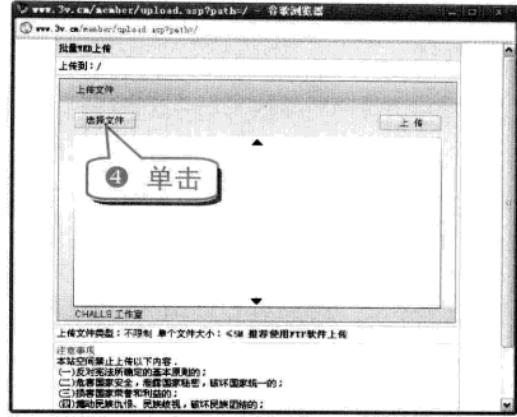 www.3v.cm/member/upload.asp?path=/ - 谷歌浏览器
www.3v.cm/member/upload.asp?path=/
批量WEB上传
上传到：/
上传文件
选择文件
上 传
❹ 单击
CHALLS 工作室
上传文件类型：不限制 单个文件大小：≤5M 推荐使用FTP软件上传
注意事项
本站空间禁止上传以下内容．
(一)反对宪法所确定的基本原则的；
(二)危害国家安全，泄露国家秘密，破坏国家统一的；
(三)损害国家荣誉和利益的；
(四)煽动民族仇恨、民族歧视，破坏民族团结的；